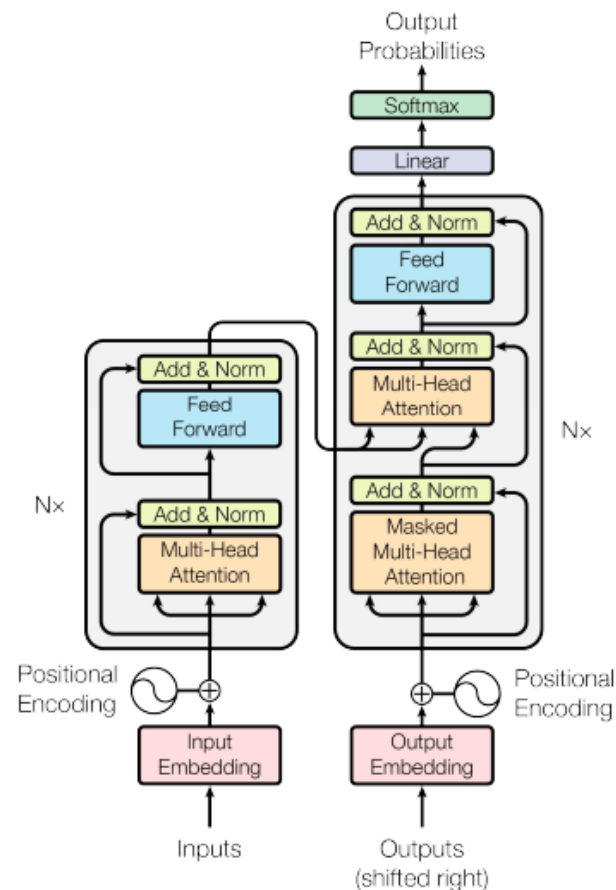 Output
Probabilities
Softmax
Linear
Add & Norm
Feed
Forward
Add & Norm
Multi-Head
Attention
Add & Norm
Masked
Multi-Head
Attention
N×
Add & Norm
Feed
Forward
Add & Norm
Multi-Head
Attention
N×
Positional
Encoding
Positional
Encoding
Input
Embedding
Output
Embedding
Inputs
Outputs
(shifted right)